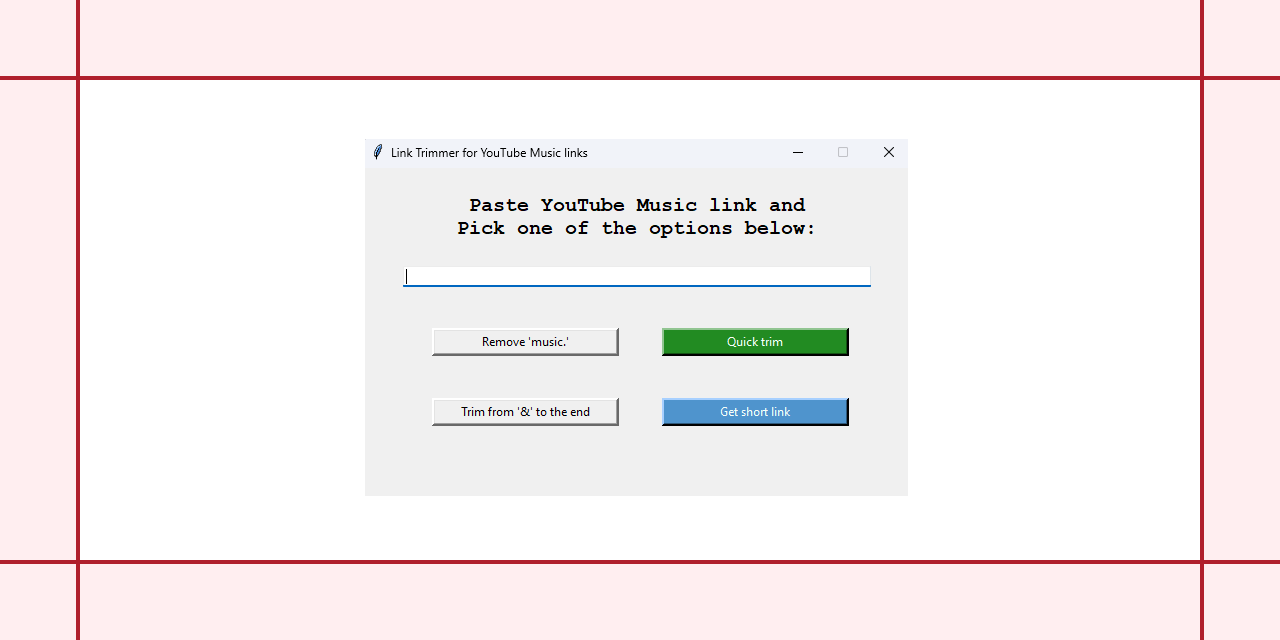 Link Trimmer for YouTube Music links
Paste YouTube Music link and
Pick one of the options below:
Remove 'music.'
Quick trim
Trim from '&' to the end
Get short link